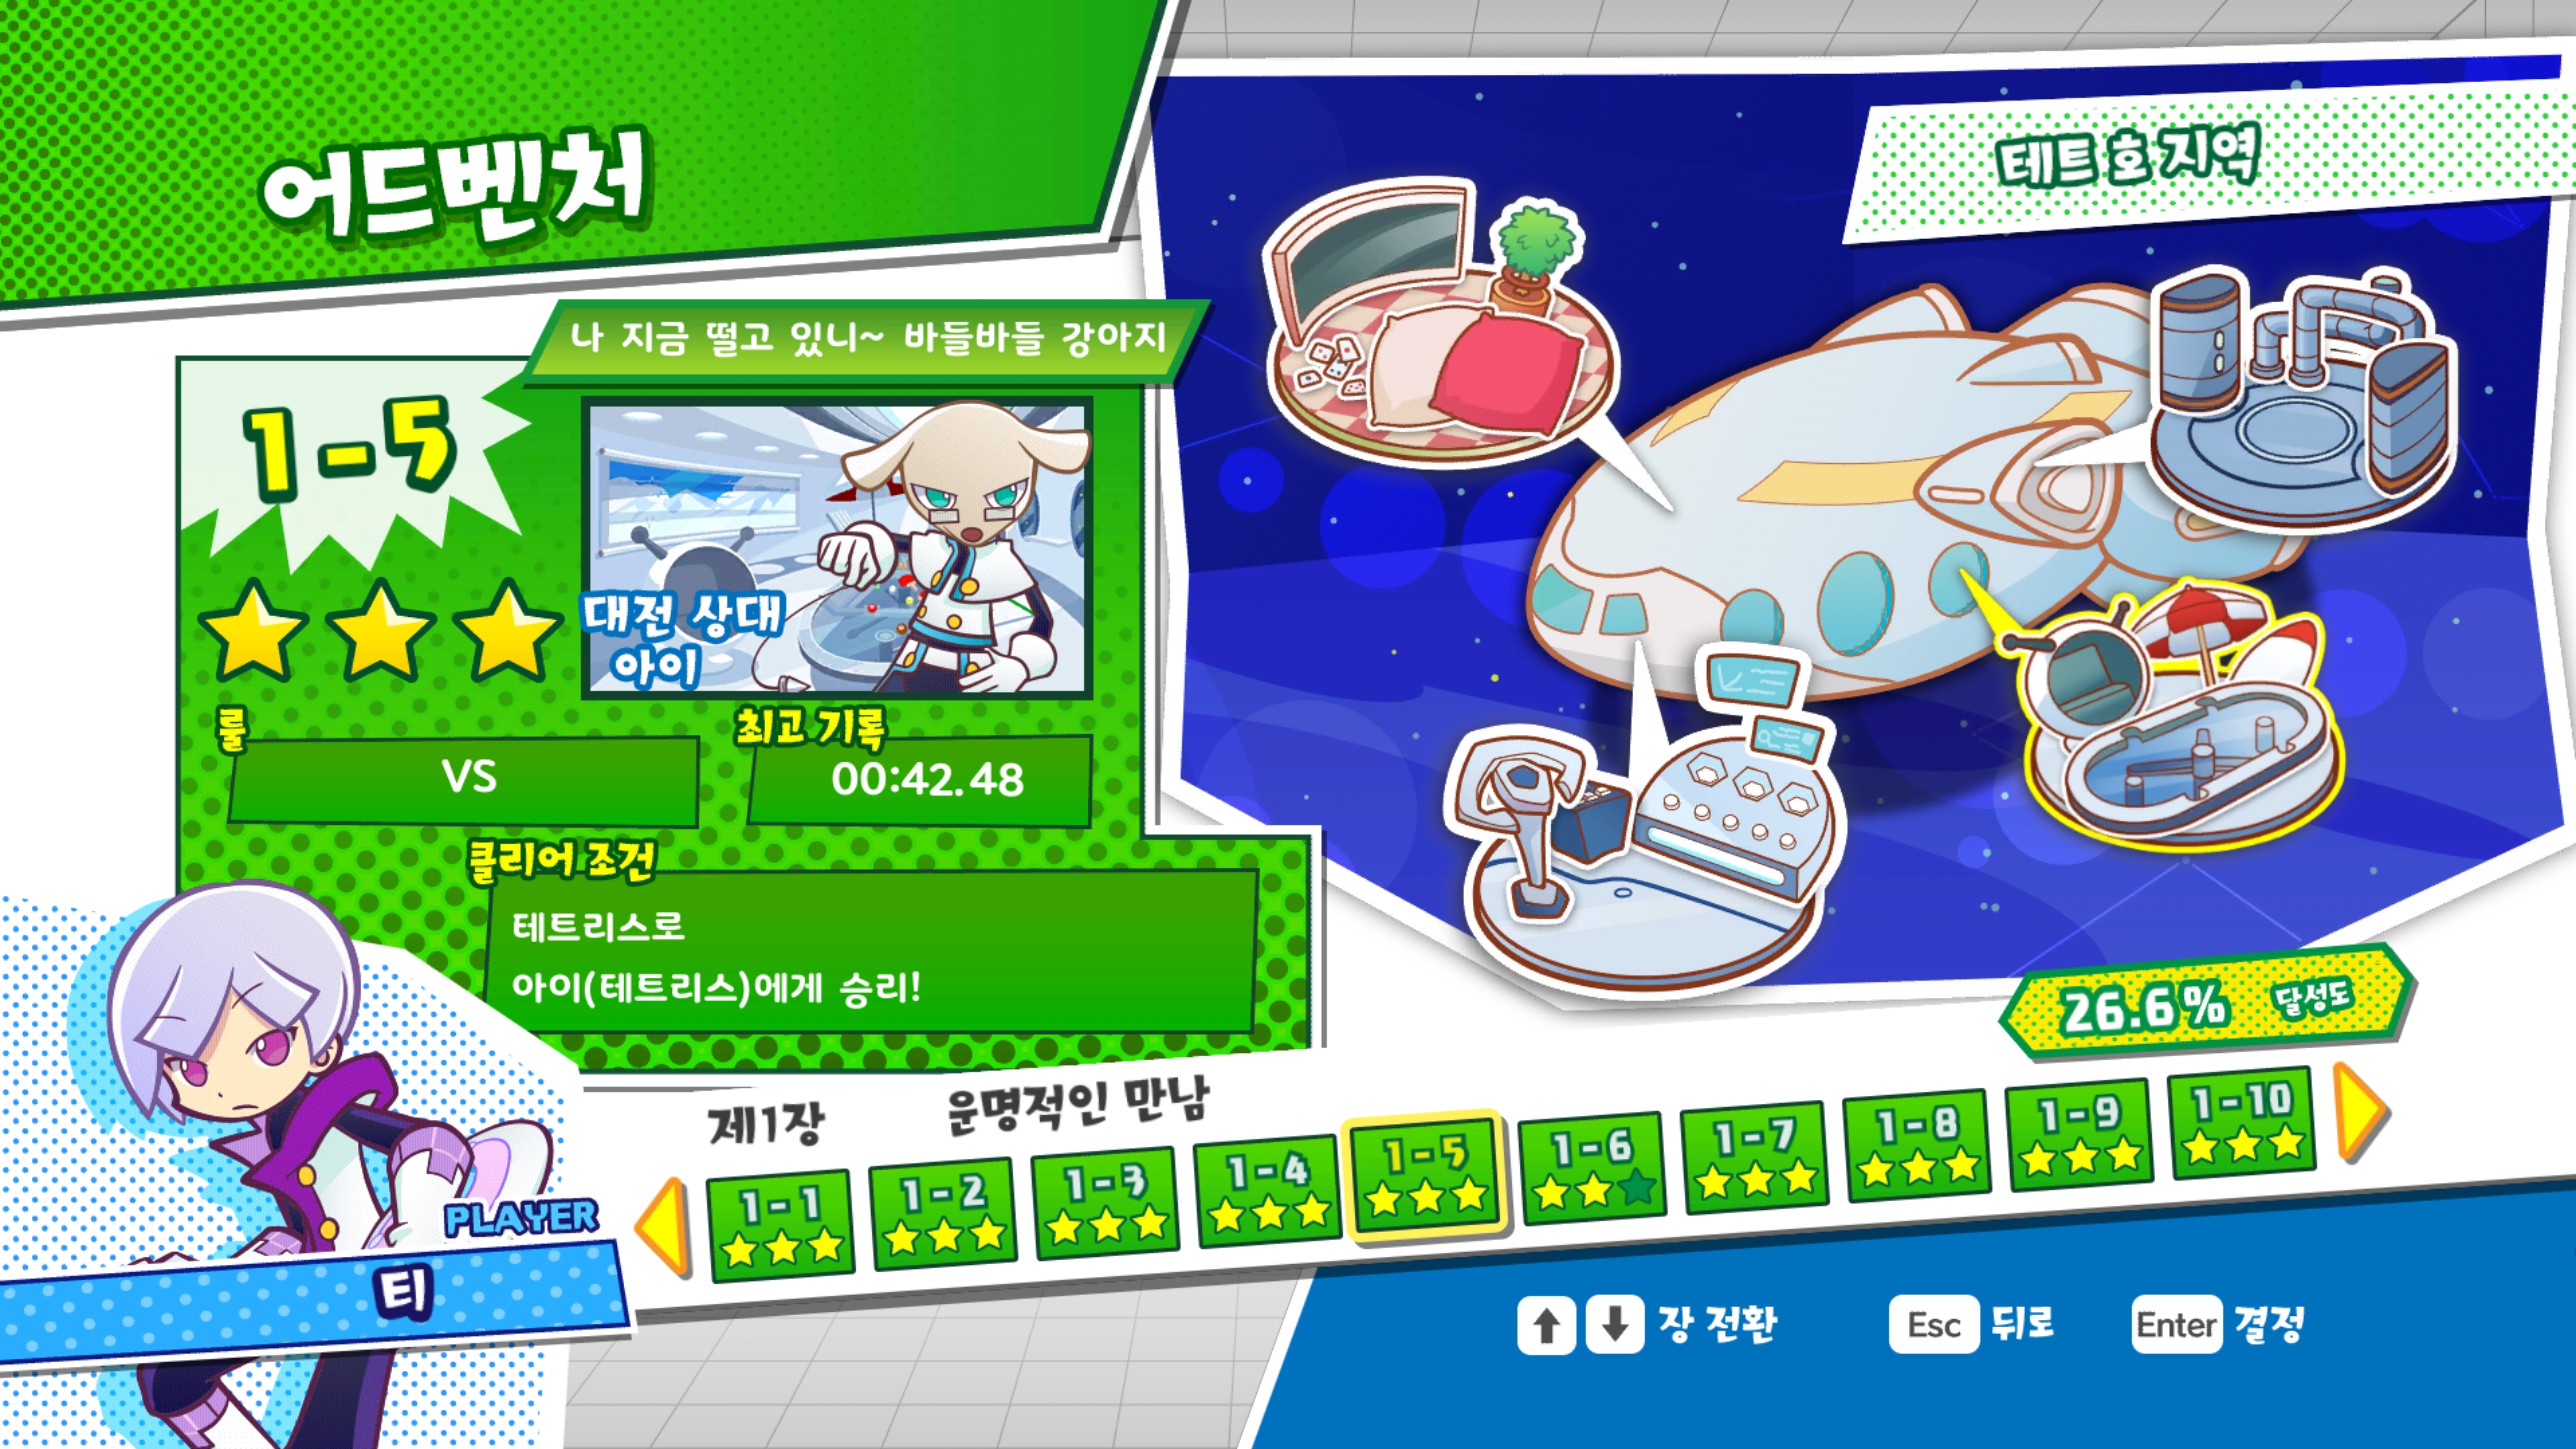 어드벤처
테트 호 지역
나 지금 떨고 있니~ 바들바들 강아지
1-5
대전 상대
아이
룰
VS
최고 기록
00:42.48
클리어 조건
테트리스로
아이(테트리스)에게 승리!
26.6% 달성도
제1장 운명적인 만남
1-1
1-2
1-3
1-4
1-5
1-6
1-7
1-8
1-9
1-10
PLAYER
티
장 전환
Esc 뒤로
Enter 결정